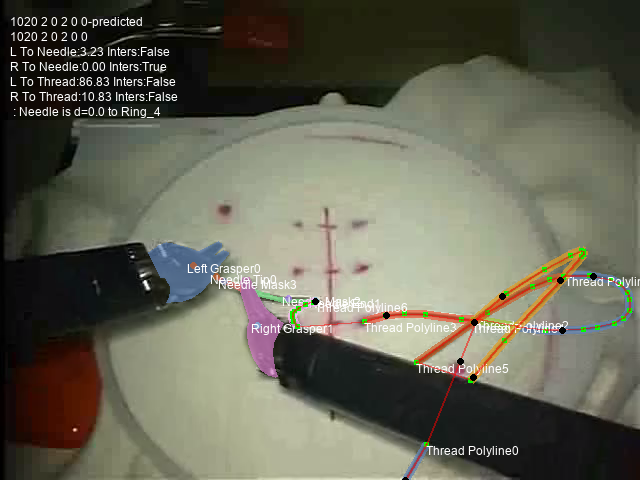 1020 2 0 2 0 0-predicted
1020 2 0 2 0 0
L To Needle:3.23 Inters:False
R To Needle:0.00 Inters:True
L To Thread:86.83 Inters:False
R To Thread:10.83 Inters:False
: Needle is d=0.0 to Ring_4
Left Grasper0
Needle Tip0
Needle Mask3
Thread Polyline6
Right Grasper1
Thread Polyline3
Thread Polyline2
Thread Polyline5
Thread Polyline0